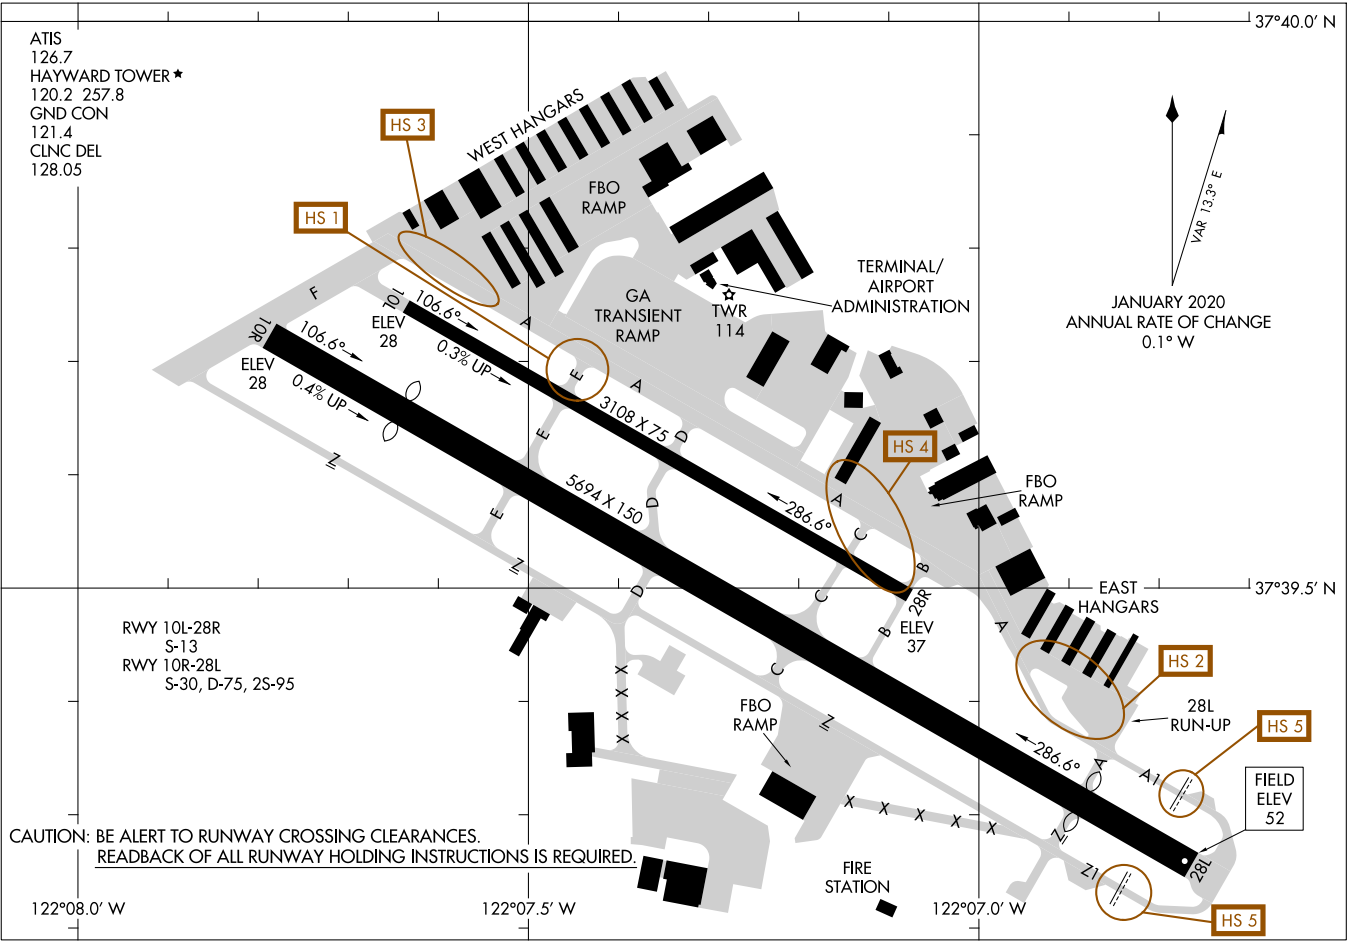 37°40.0' N
ATIS
126.7
HAYWARD TOWER ★
120.2 257.8
GND CON
121.4
CLNC DEL
128.05
HS 3
WEST HANGARS
HS 1
FBO
RAMP
VAR 13.3° E
JANUARY 2020
ANNUAL RATE OF CHANGE
0.1° W
TERMINAL/
AIRPORT
ADMINISTRATION
GA
TRANSIENT
RAMP
TWR
114
F
10L
106.6°
ELEV
28
A
0.3% UP
10R
106.6°
ELEV
28
0.4% UP
E
A
3108 X 75
D
E
HS 4
FBO
RAMP
Z
5694 X 150
D
E
286.6°
A
C
B
Z
37°39.5' N
D
C
28R
ELEV
37
B
A
EAST
HANGARS
RWY 10L-28R
S-13
RWY 10R-28L
S-30, D-75, 2S-95
X
X
X
X
C
HS 2
28L
RUN-UP
HS 5
FBO
RAMP
Z
286.6°
A
A1
FIELD
ELEV
52
X
X
X
X
X
Z
CAUTION: BE ALERT TO RUNWAY CROSSING CLEARANCES.
READBACK OF ALL RUNWAY HOLDING INSTRUCTIONS IS REQUIRED.
FIRE
STATION
Z1
28L
122°08.0' W
122°07.5' W
122°07.0' W
HS 5